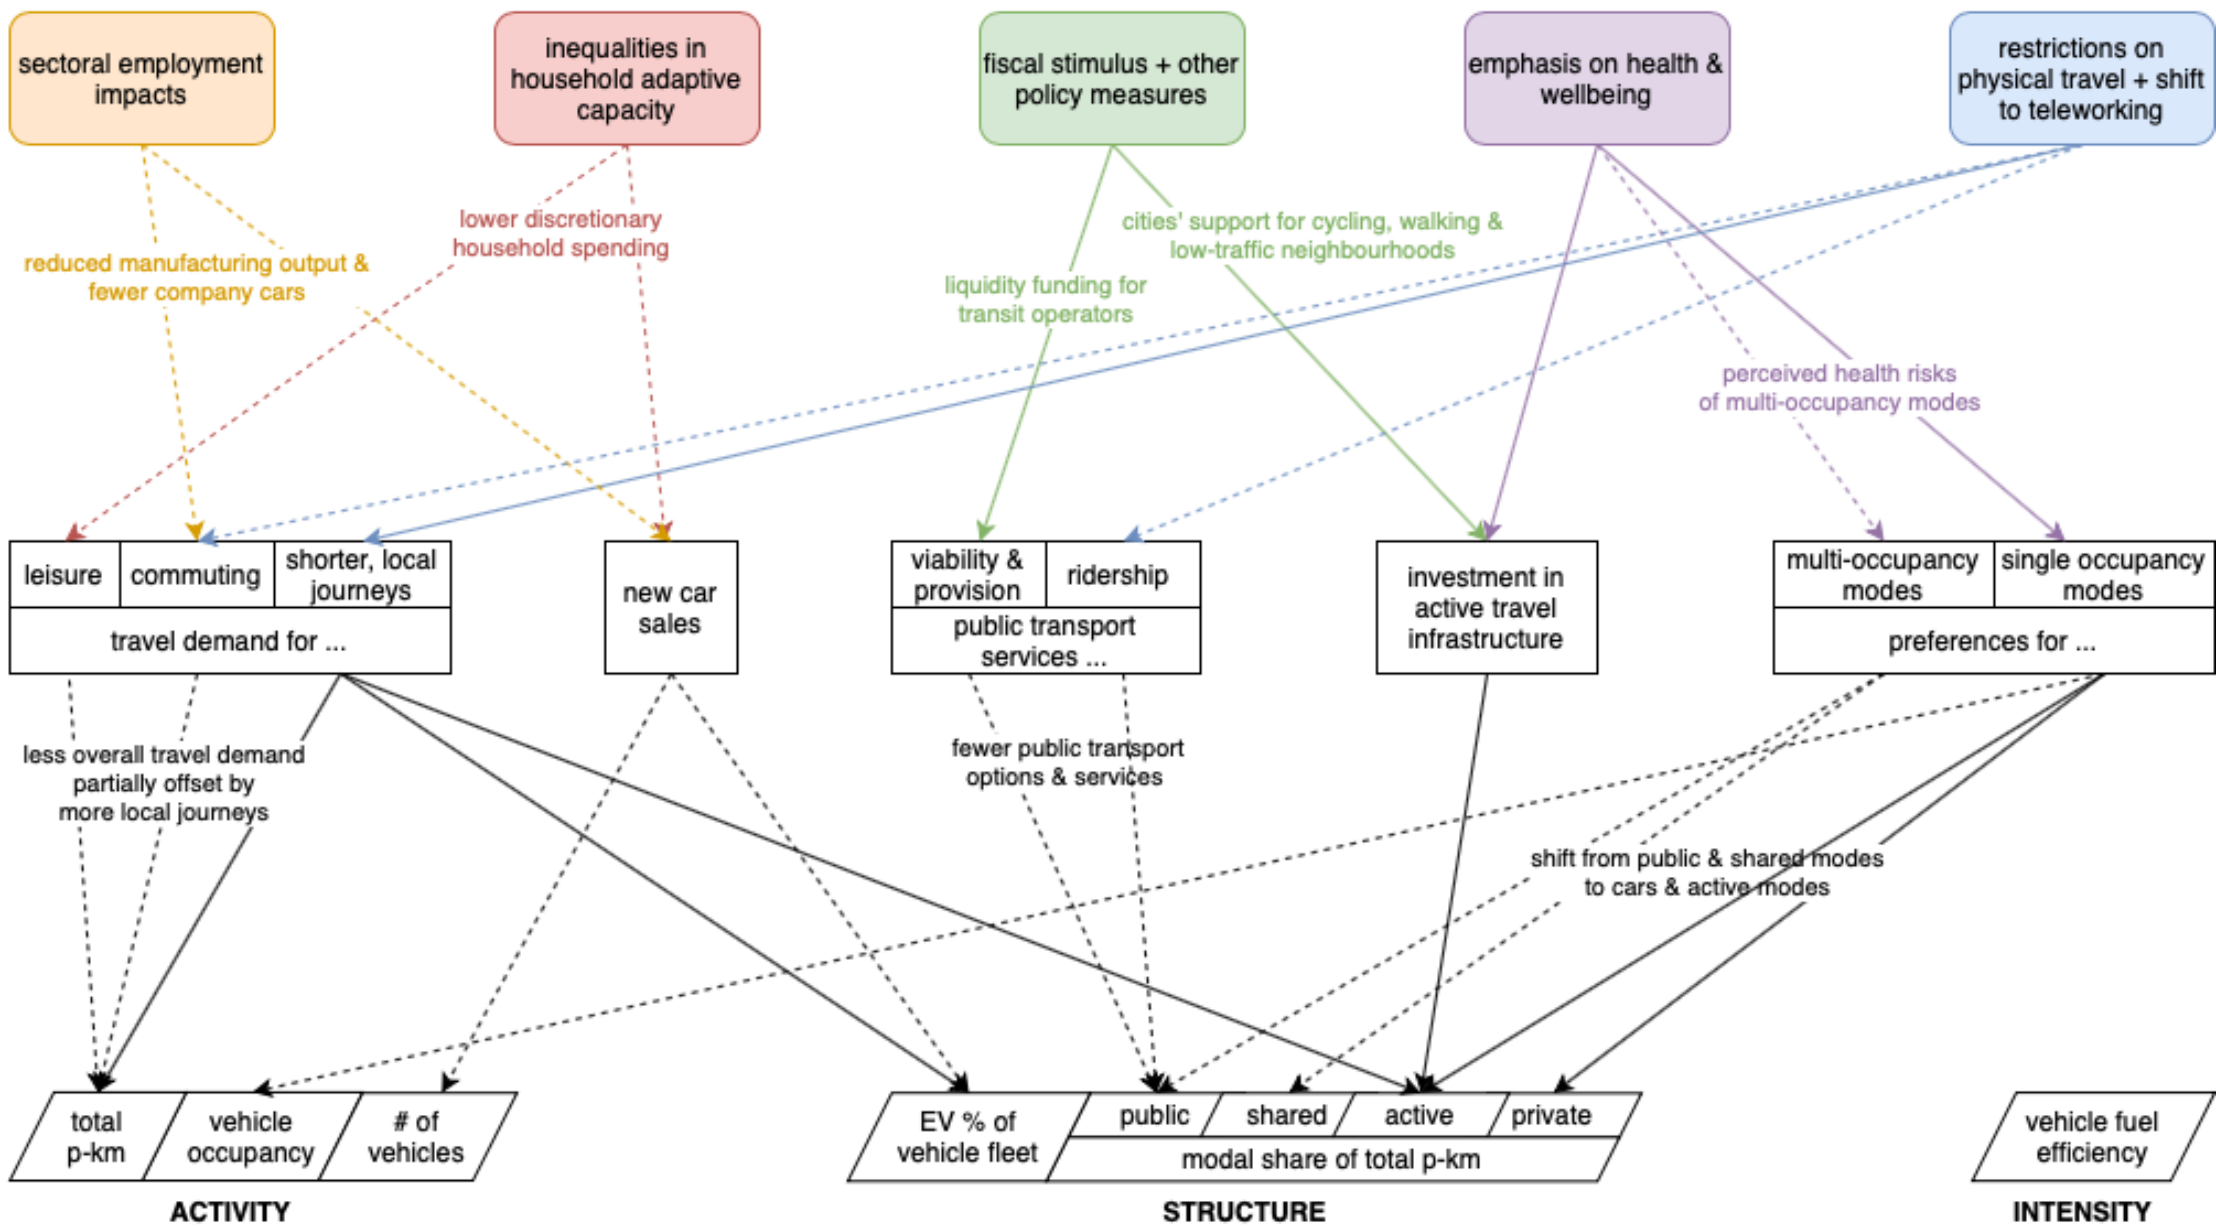 sectoral employment
impacts
inequalities in
household adaptive
capacity
fiscal stimulus + other
policy measures
emphasis on health &
wellbeing
restrictions on
physical travel + shift
to teleworking
lower discretionary
household spending
reduced manufacturing output &
fewer company cars
cities' support for cycling, walking &
low-traffic neighbourhoods
liquidity funding for
transit operators
perceived health risks
of multi-occupancy modes
leisure
commuting
shorter, local
journeys
travel demand for ...
new car
sales
viability &
provision
ridership
public transport
services ...
investment in
active travel
infrastructure
multi-occupancy
modes
single occupancy
modes
preferences for ...
less overall travel demand
partially offset by
more local journeys
fewer public transport
options & services
shift from public & shared modes
to cars & active modes
total
p-km
vehicle
occupancy
# of
vehicles
EV % of
vehicle fleet
public
shared
active
private
modal share of total p-km
vehicle fuel
efficiency
ACTIVITY
STRUCTURE
INTENSITY